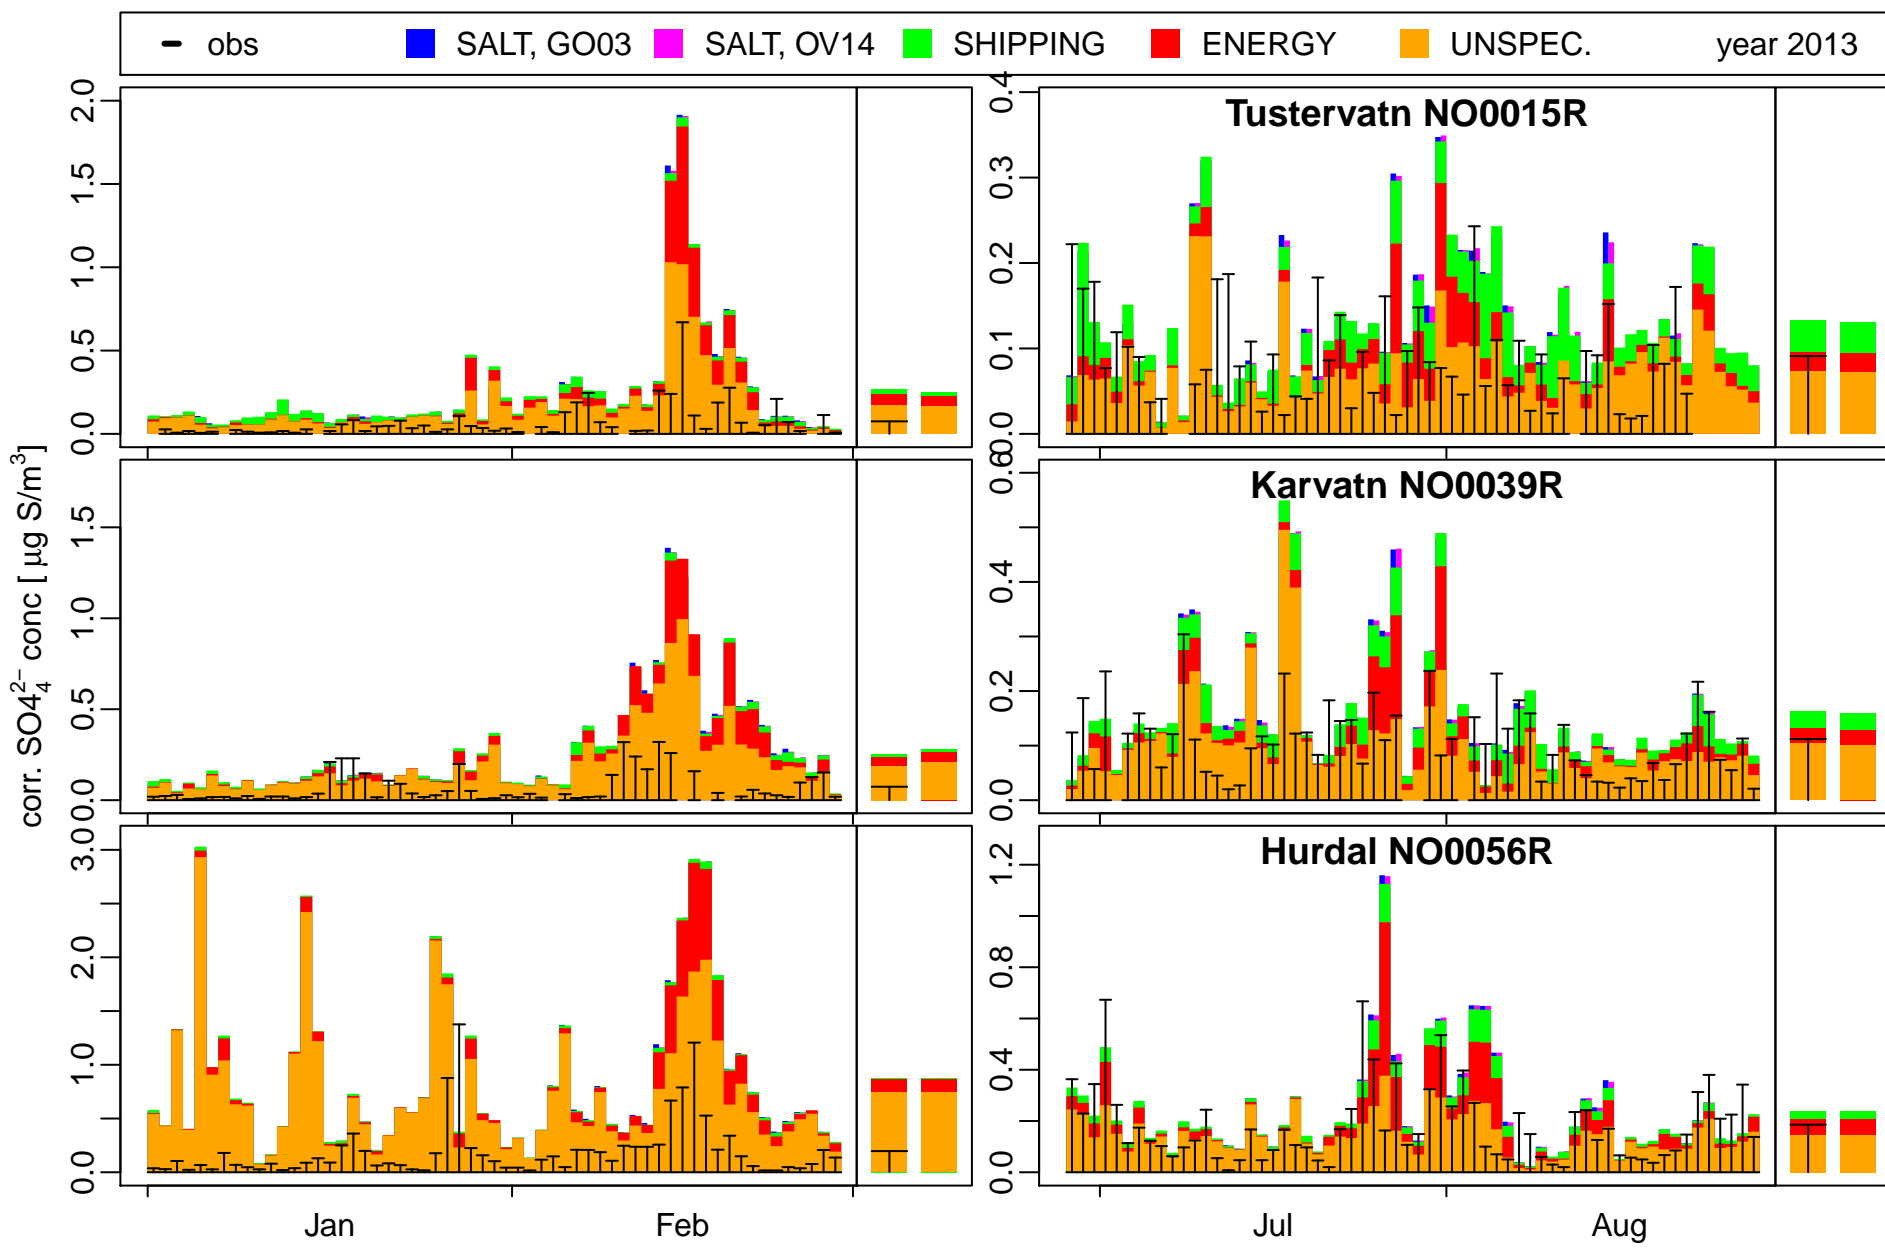 obs SALT, GO03 SALT, OV14 SHIPPING ENERGY UNSPEC. year 2013
corr. SO4₄²⁻ conc [ μg S/m³]
0.0 0.5 1.0 1.5 2.0
Tustervatn NO0015R
0.0 0.1 0.2 0.3 0.4
0.0 0.5 1.0 1.5
Karvatn NO0039R
0.0 0.2 0.4 0.6
0.0 1.0 2.0 3.0
Hurdal NO0056R
0.0 0.4 0.8 1.2
Jan Feb Jul Aug